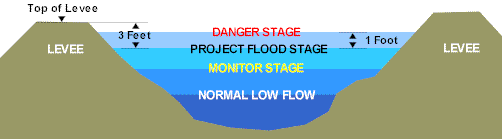 Top of Levee
DANGER STAGE
3 Feet
1 Foot
LEVEE
PROJECT FLOOD STAGE
LEVEE
MONITOR STAGE
NORMAL LOW FLOW